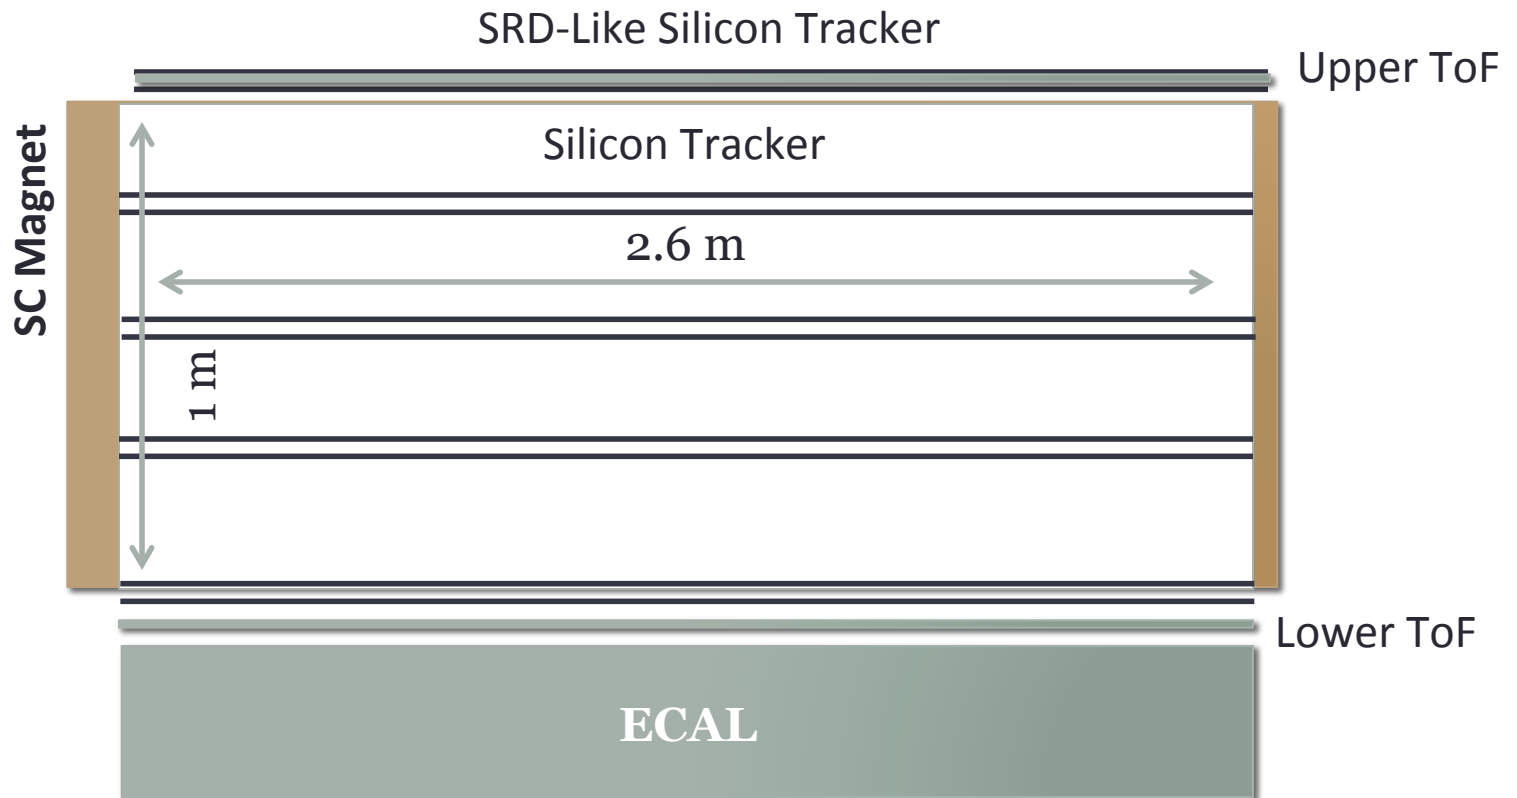 SRD-Like Silicon Tracker
Upper ToF
SC Magnet
Silicon Tracker
2.6 m
1 m
Lower ToF
ECAL